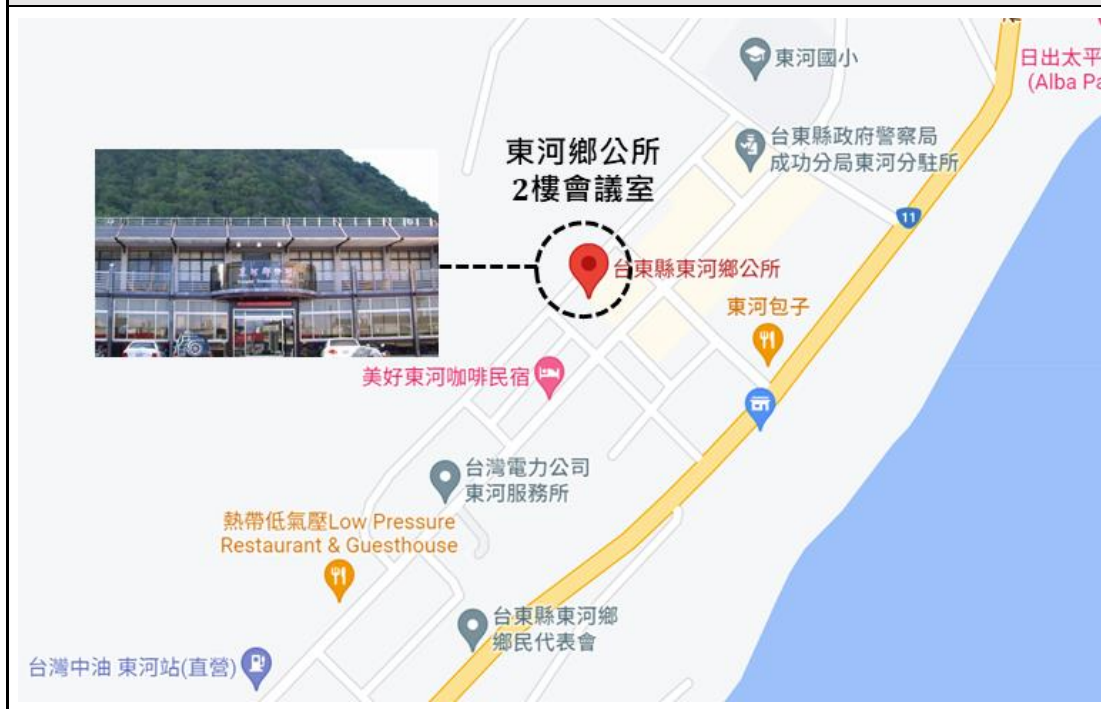 東河國小
日出太平
(Alba Pa
東河鄉公所
2樓會議室
台東縣政府警察局
成功分局東河分駐所
11
台東縣東河鄉公所
東河包子
美好東河咖啡民宿
台灣電力公司
東河服務所
熱帶低氣壓Low Pressure
Restaurant & Guesthouse
台東縣東河鄉
鄉民代表會
台灣中油 東河站(直營)